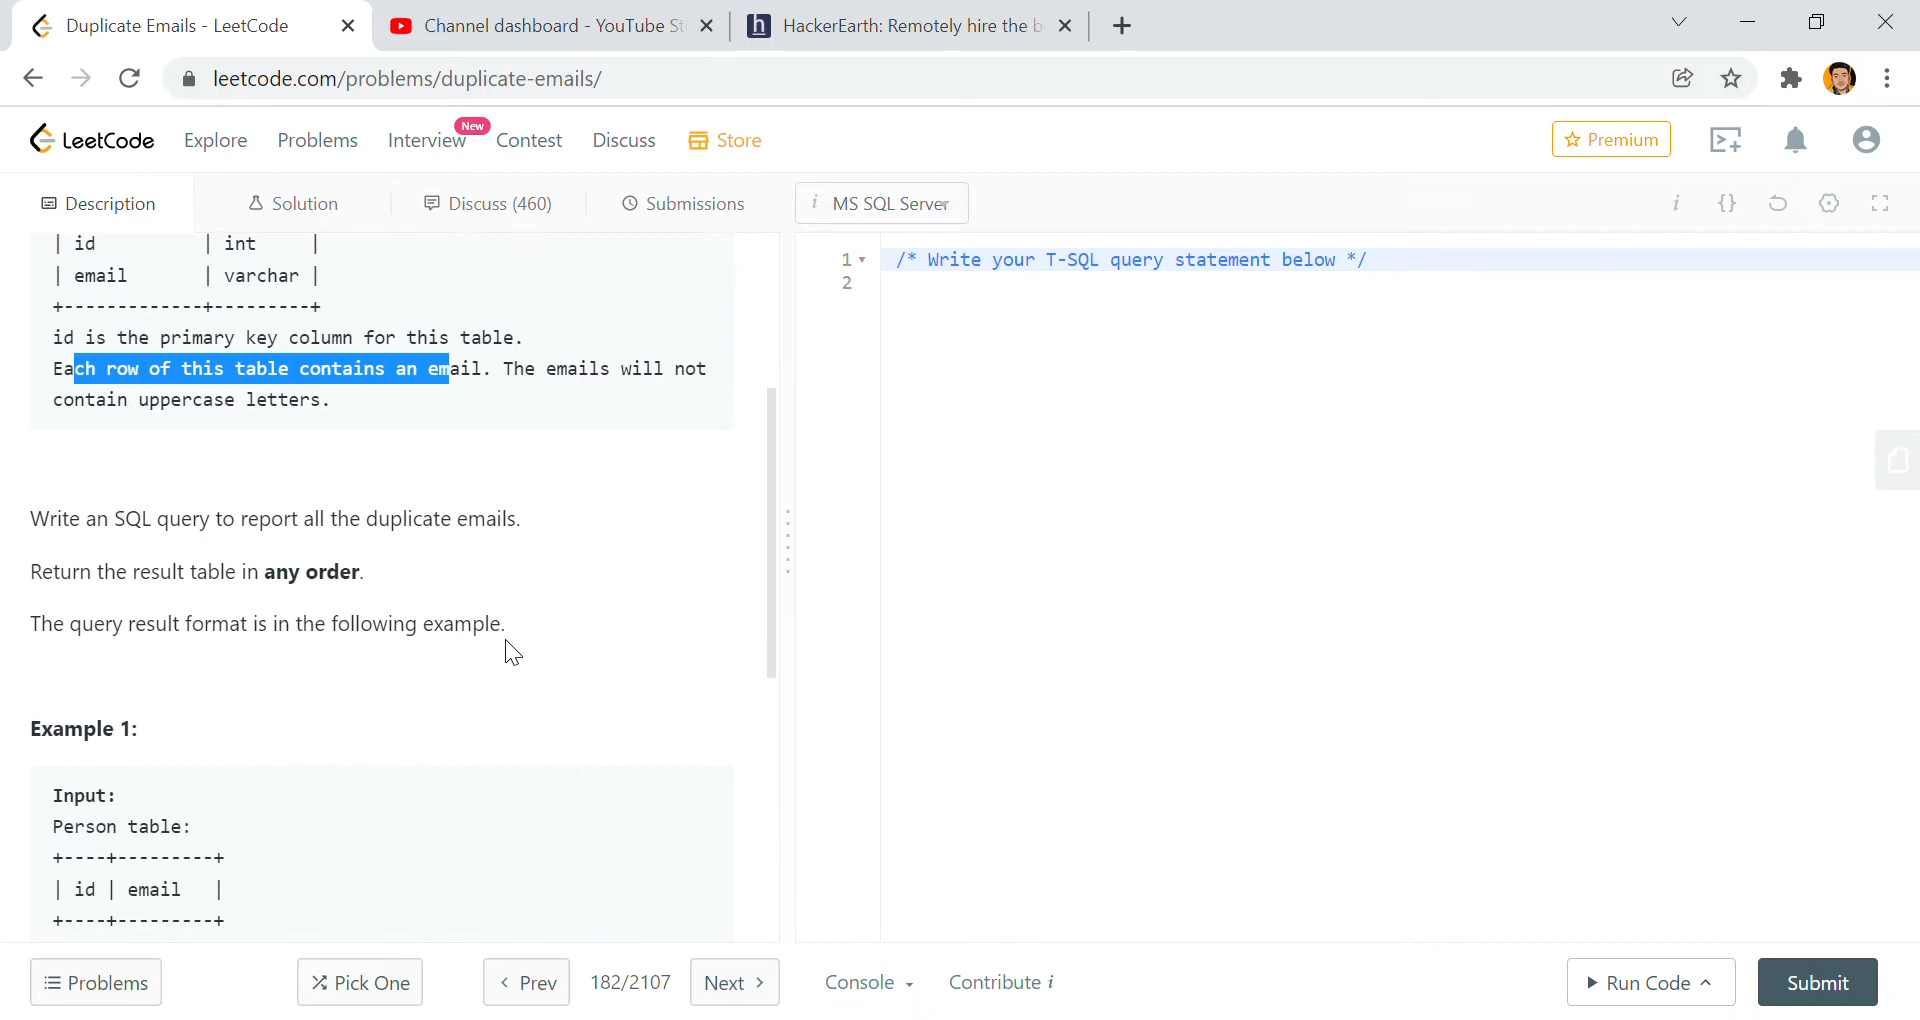 Duplicate Emails - LeetCode
Channel dashboard - YouTube St
HackerEarth: Remotely hire the b
leetcode.com/problems/duplicate-emails/
LeetCode
Explore
Problems
Interview
New
Contest
Discuss
Store
Premium
Description
Solution
Discuss (460)
Submissions
i MS SQL Server
i {}
| id | int |
| email | varchar |
+-------------+---------+
id is the primary key column for this table.
Each row of this table contains an email. The emails will not
contain uppercase letters.
Write an SQL query to report all the duplicate emails.
Return the result table in any order.
The query result format is in the following example.
Example 1:
Input:
Person table:
+----+---------+
| id | email |
+----+---------+
1 /* Write your T-SQL query statement below */
2
Problems
Pick One
< Prev
182/2107
Next >
Console
Contribute i
Run Code
Submit